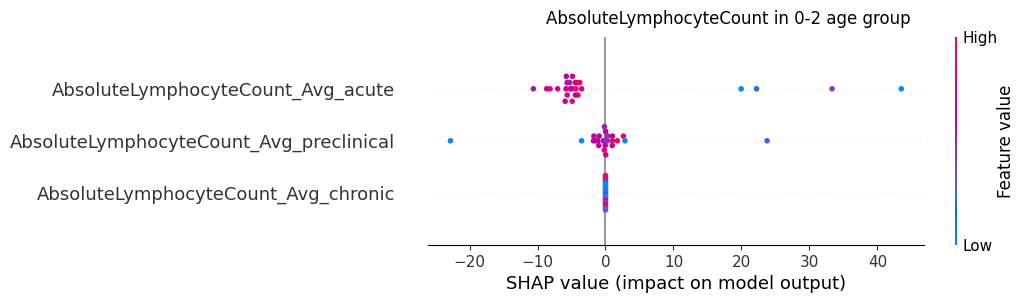 AbsoluteLymphocyteCount in 0-2 age group
High
AbsoluteLymphocyteCount_Avg_acute
AbsoluteLymphocyteCount_Avg_preclinical
AbsoluteLymphocyteCount_Avg_chronic
Feature value
Low
−20 −10 0 10 20 30 40
SHAP value (impact on model output)